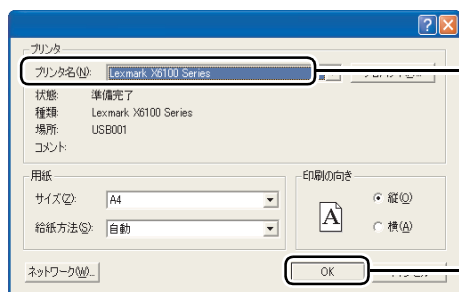 プリンタ
プリンタ名(N): Lexmark X6100 Series
状態: 準備完了
種類: Lexmark X6100 Series
場所: USB001
コメント:
用紙
サイズ(Z): A4
給紙方法(S): 自動
印刷の向き
A
縦(O)
横(A)
ネットワーク(W)...
OK